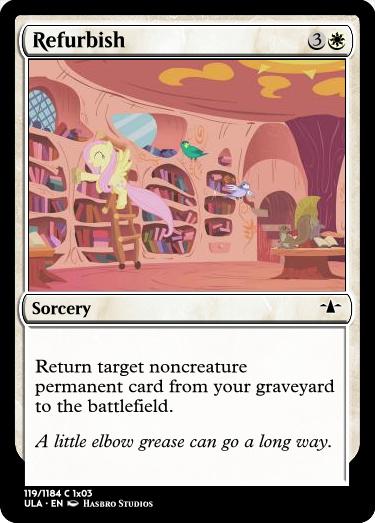 Refurbish 3
Sorcery
Return target noncreature
permanent card from your graveyard
to the battlefield.
A little elbow grease can go a long way.
119/1184 C 1x03
ULA · EN Hasbro Studios